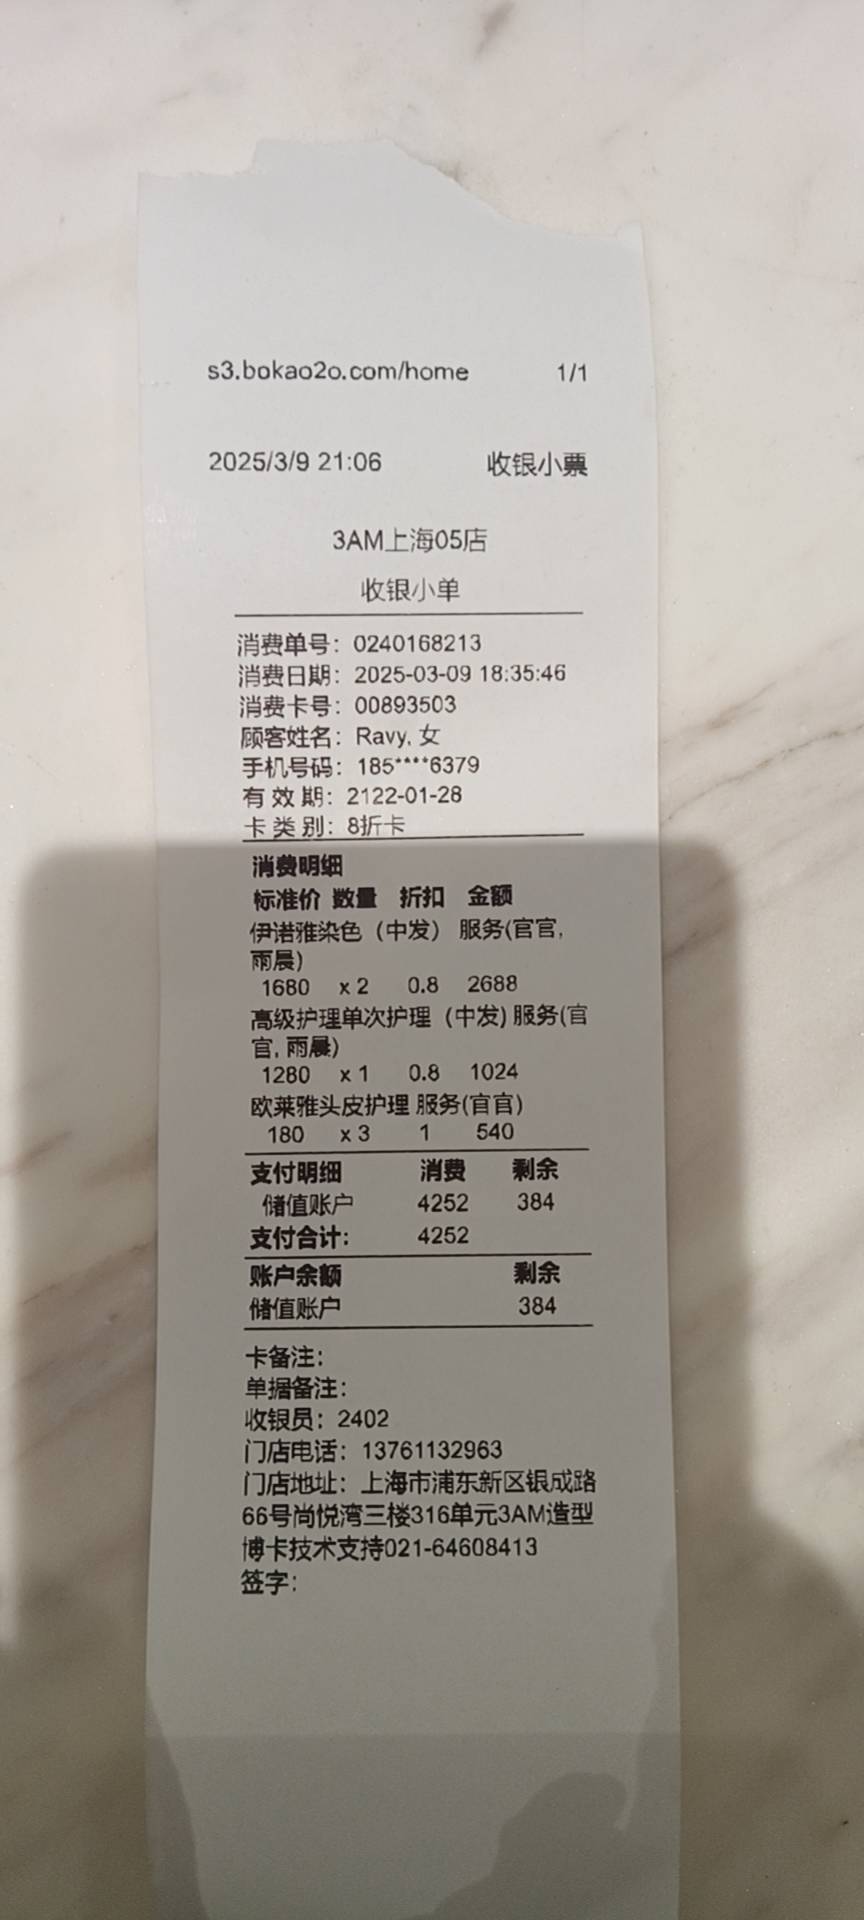 s3.bokao2o.com/home 1/1
2025/3/9 21:06 收银小票
3AM上海05店
收银小单
消费单号：0240168213
消费日期：2025-03-09 18:35:46
消费卡号：00893503
顾客姓名：Ravy, 女
手机号码：185****6379
有 效 期：2122-01-28
卡 类 别：8折卡
消费明细
标准价 数量 折扣 金额
伊诺雅染色（中发） 服务(官官,
雨晨)
1680 x 2 0.8 2688
高级护理单次护理（中发) 服务(官
官, 雨晨)
1280 x 1 0.8 1024
欧莱雅头皮护理 服务(官官)
180 x 3 1 540
支付明细 消费 剩余
储值账户 4252 384
支付合计: 4252
账户余额 剩余
储值账户 384
卡备注：
单据备注：
收银员：2402
门店电话：13761132963
门店地址：上海市浦东新区银成路
66号尚悦湾三楼316单元3AM造型
博卡技术支持021-64608413
签字：